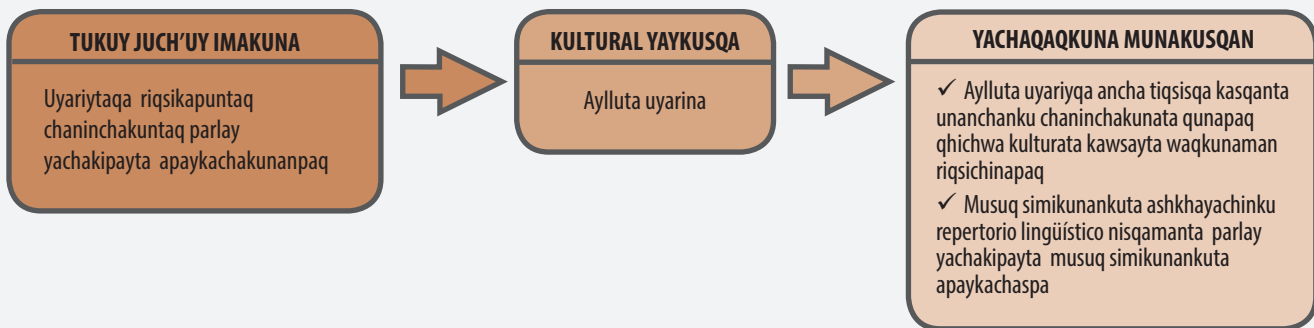 TUKUY JUCH’UY IMAKUNA
Uyariytaqa riqsikapuntaq
chaninchakuntaq parlay
yachakipayta apaykachakunanpaq
KULTURAL YAYKUSQA
Aylluta uyarina
YACHAQAQKUNA MUNAKUSQAN
✓ Aylluta uyariyqa ancha tiqsisqa kasqanta
unanchanku chaninchakunata qunapaq
qhichwa kulturata kawsayta waqkunaman
riqsichinapaq
✓ Musuq simikunankuta ashkhayachinku
repertorio lingüístico nisqamanta parlay
yachakipayta musuq simikunankuta
apaykachaspa